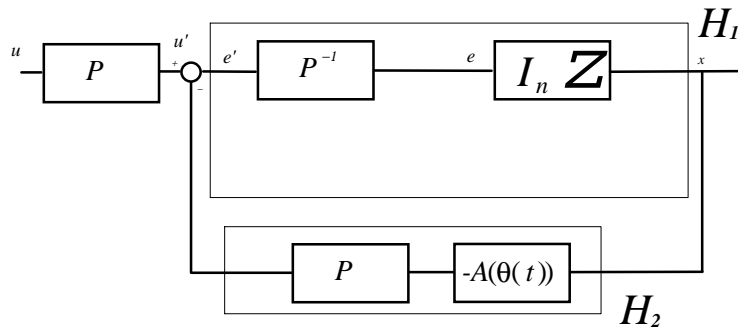 H₁
u
P
u'
+
−
e'
P⁻¹
e
Iₙ Z
x
P
-A(θ(t))
H₂